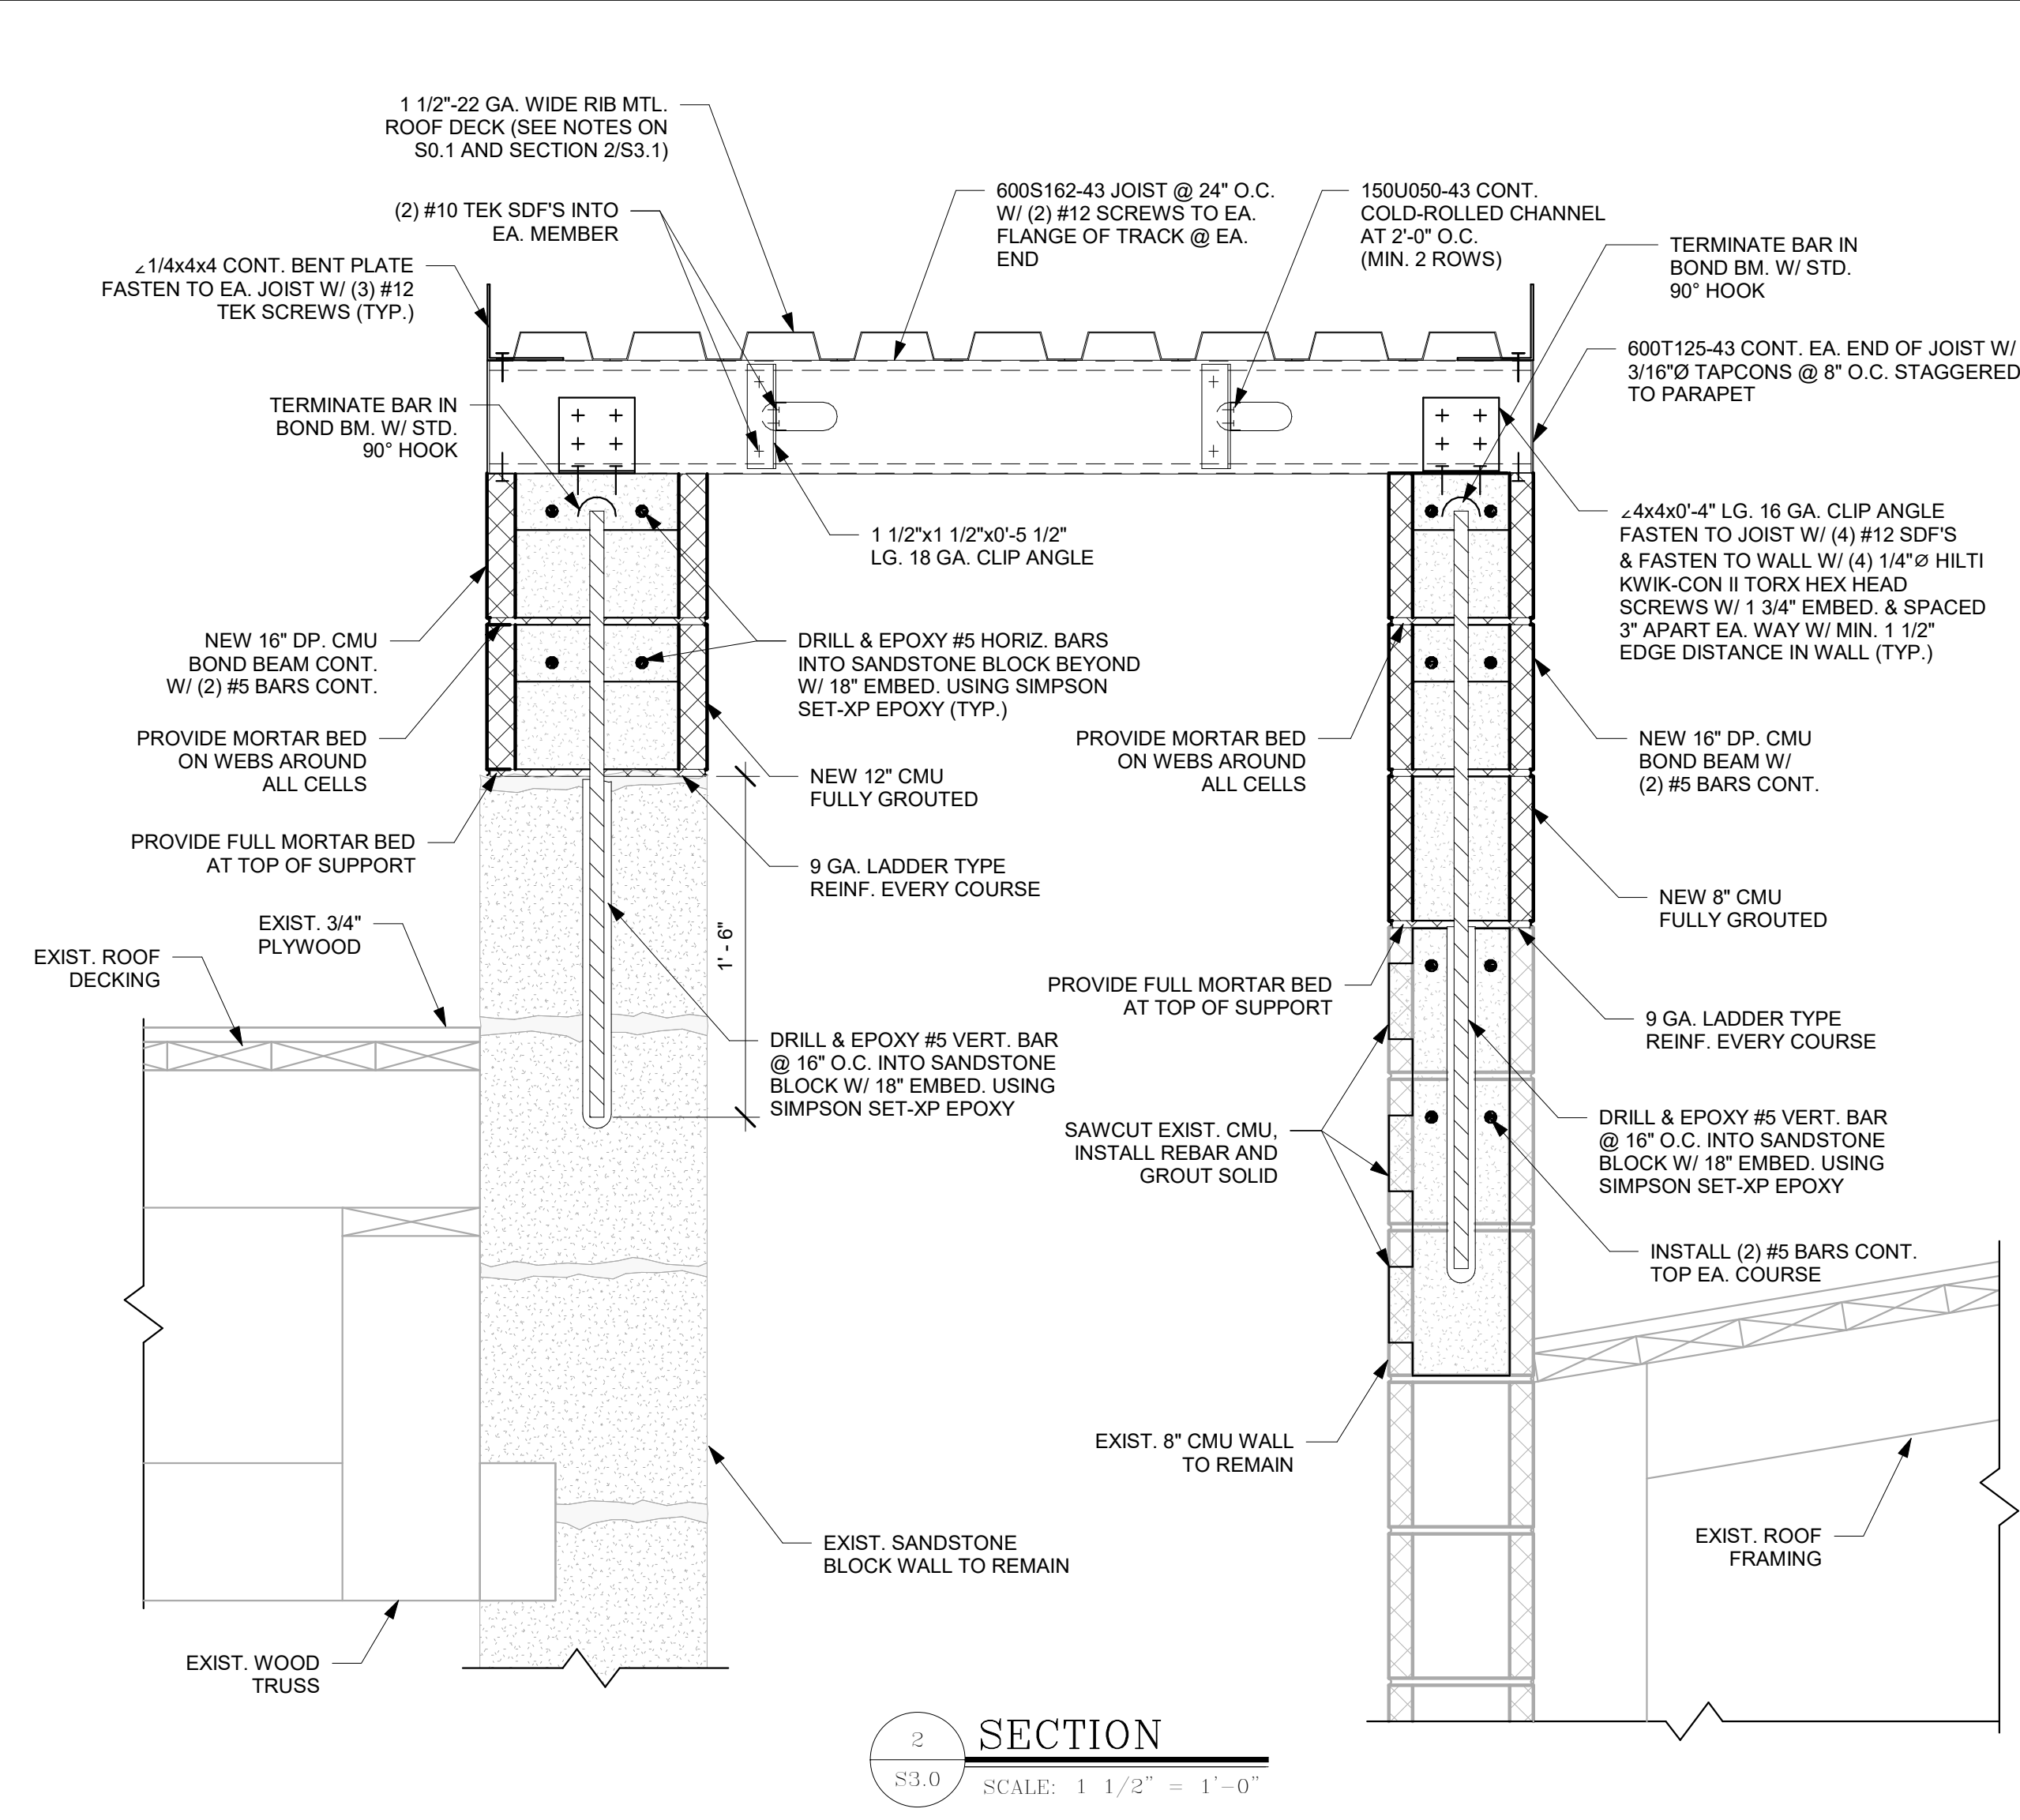 1 1/2"-22 GA. WIDE RIB MTL.
ROOF DECK (SEE NOTES ON
S0.1 AND SECTION 2/S3.1)
(2) #10 TEK SDF'S INTO
EA. MEMBER
∠1/4x4x4 CONT. BENT PLATE
FASTEN TO EA. JOIST W/ (3) #12
TEK SCREWS (TYP.)
600S162-43 JOIST @ 24" O.C.
W/ (2) #12 SCREWS TO EA.
FLANGE OF TRACK @ EA.
END
150U050-43 CONT.
COLD-ROLLED CHANNEL
AT 2'-0" O.C.
(MIN. 2 ROWS)
TERMINATE BAR IN
BOND BM. W/ STD.
90° HOOK
600T125-43 CONT. EA. END OF JOIST W/
3/16"Ø TAPCONS @ 8" O.C. STAGGERED
TO PARAPET
TERMINATE BAR IN
BOND BM. W/ STD.
90° HOOK
1 1/2"x1 1/2"x0'-5 1/2"
LG. 18 GA. CLIP ANGLE
∠4x4x0'-4" LG. 16 GA. CLIP ANGLE
FASTEN TO JOIST W/ (4) #12 SDF'S
& FASTEN TO WALL W/ (4) 1/4"Ø HILTI
KWIK-CON II TORX HEX HEAD
SCREWS W/ 1 3/4" EMBED. & SPACED
3" APART EA. WAY W/ MIN. 1 1/2"
EDGE DISTANCE IN WALL (TYP.)
NEW 16" DP. CMU
BOND BEAM CONT.
W/ (2) #5 BARS CONT.
DRILL & EPOXY #5 HORIZ. BARS
INTO SANDSTONE BLOCK BEYOND
W/ 18" EMBED. USING SIMPSON
SET-XP EPOXY (TYP.)
PROVIDE MORTAR BED
ON WEBS AROUND
ALL CELLS
PROVIDE MORTAR BED
ON WEBS AROUND
ALL CELLS
NEW 16" DP. CMU
BOND BEAM W/
(2) #5 BARS CONT.
NEW 12" CMU
FULLY GROUTED
PROVIDE FULL MORTAR BED
AT TOP OF SUPPORT
9 GA. LADDER TYPE
REINF. EVERY COURSE
NEW 8" CMU
FULLY GROUTED
EXIST. 3/4"
PLYWOOD
EXIST. ROOF
DECKING
1' - 6"
PROVIDE FULL MORTAR BED
AT TOP OF SUPPORT
9 GA. LADDER TYPE
REINF. EVERY COURSE
DRILL & EPOXY #5 VERT. BAR
@ 16" O.C. INTO SANDSTONE
BLOCK W/ 18" EMBED. USING
SIMPSON SET-XP EPOXY
SAWCUT EXIST. CMU,
INSTALL REBAR AND
GROUT SOLID
DRILL & EPOXY #5 VERT. BAR
@ 16" O.C. INTO SANDSTONE
BLOCK W/ 18" EMBED. USING
SIMPSON SET-XP EPOXY
INSTALL (2) #5 BARS CONT.
TOP EA. COURSE
EXIST. 8" CMU WALL
TO REMAIN
EXIST. SANDSTONE
BLOCK WALL TO REMAIN
EXIST. ROOF
FRAMING
EXIST. WOOD
TRUSS
2
S3.0
SECTION
SCALE: 1 1/2" = 1'-0"